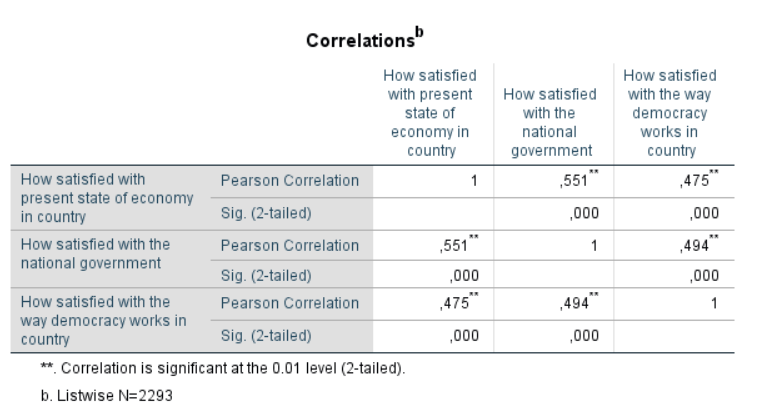 Correlationsb
How satisfied with present state of economy in country
How satisfied with the national government
How satisfied with the way democracy works in country
How satisfied with present state of economy in country Pearson Correlation 1 ,551** ,475**
Sig. (2-tailed) ,000 ,000
How satisfied with the national government Pearson Correlation ,551** 1 ,494**
Sig. (2-tailed) ,000 ,000
How satisfied with the way democracy works in country Pearson Correlation ,475** ,494** 1
Sig. (2-tailed) ,000 ,000
**. Correlation is significant at the 0.01 level (2-tailed).
b. Listwise N=2293